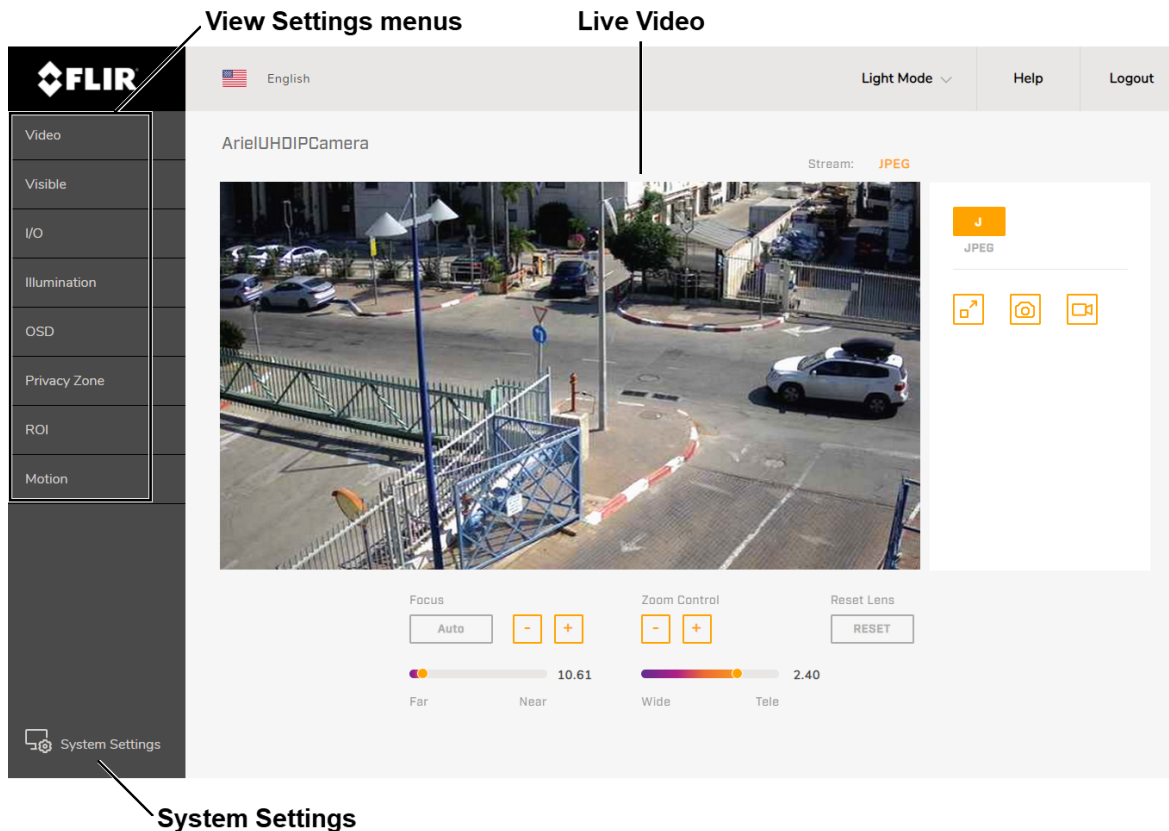 View Settings menus
Live Video
FLIR
English
Light Mode
Help
Logout
Video
Visible
I/O
Illumination
OSD
Privacy Zone
ROI
Motion
System Settings
ArielUHDIPCamera
Stream: JPEG
J
JPEG
Focus
Auto
-
+
10.61
Far
Near
Zoom Control
-
+
2.40
Wide
Tele
Reset Lens
RESET
System Settings